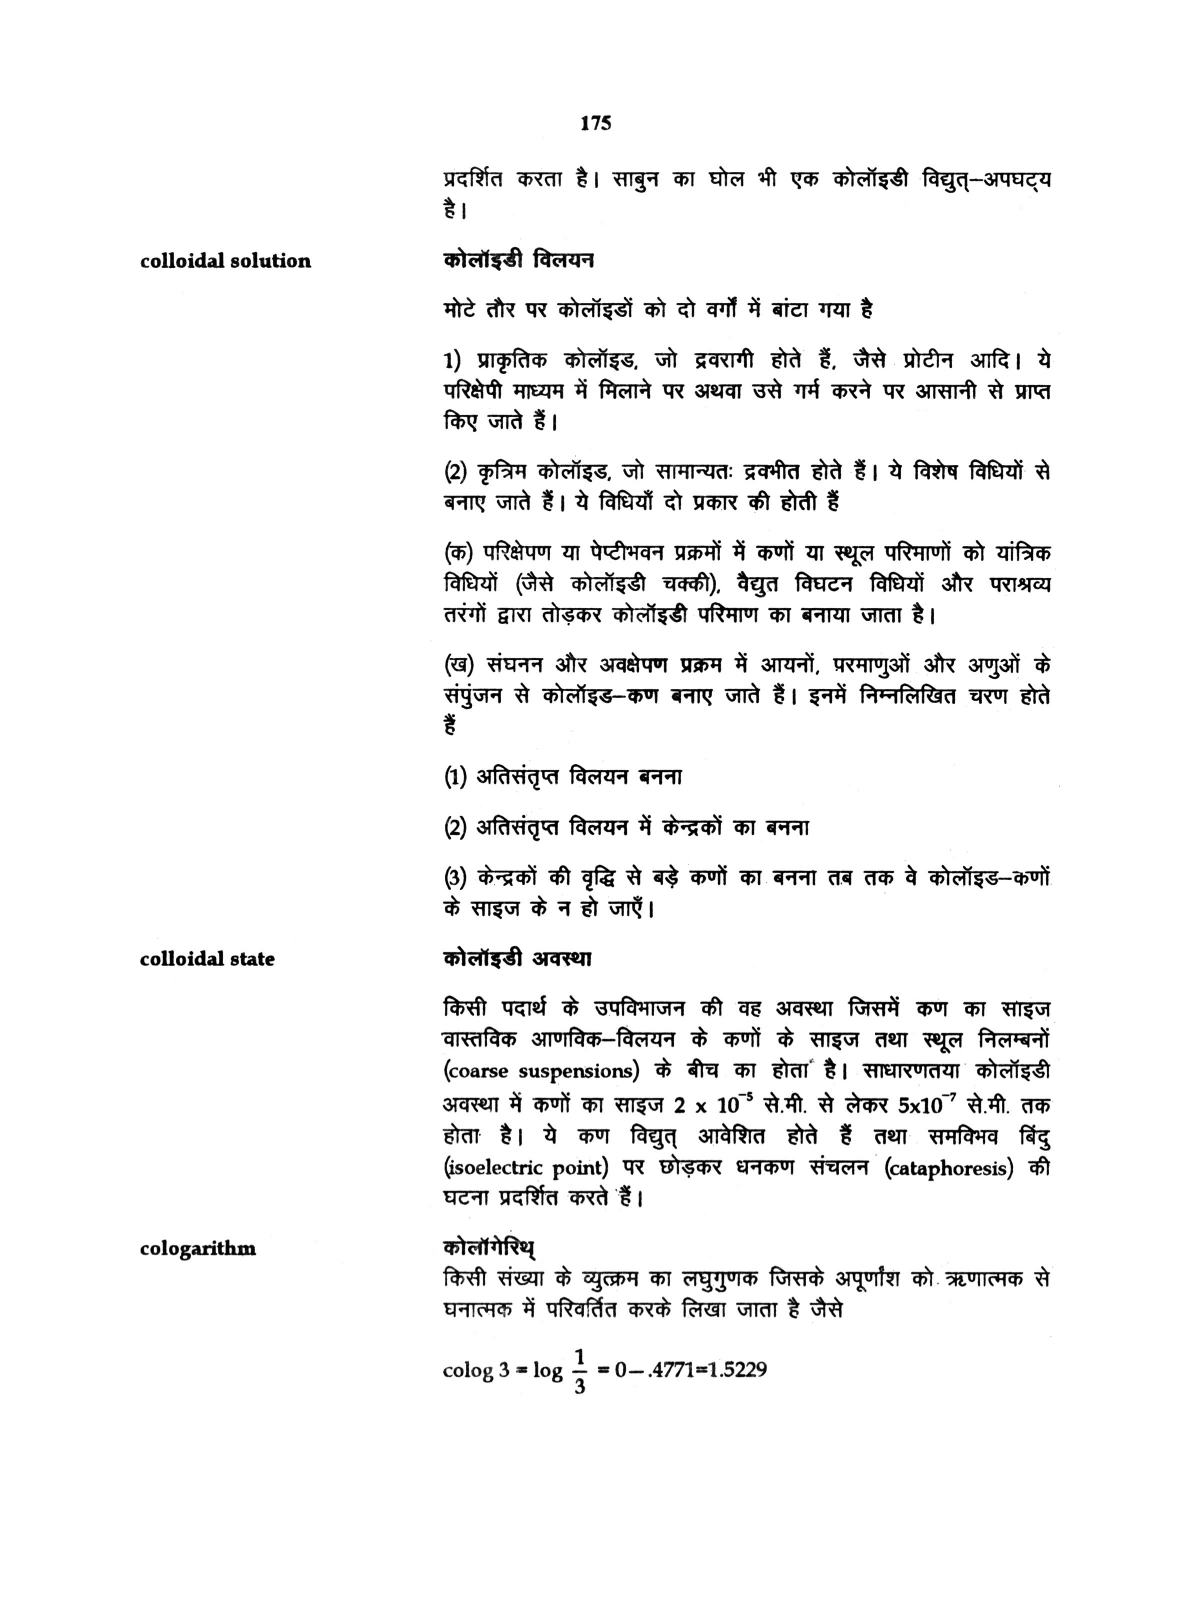 175
प्रदर्शित करता है। साबुन का घोल भी एक कोलॉइडी विद्युत्–अपघट्य
है।
colloidal solution कोलॉइडी विलयन
मोटे तौर पर कोलॉइडों को दो वर्गों में बांटा गया है
1) प्राकृतिक कोलॉइड, जो द्रवरागी होते हैं, जैसे प्रोटीन आदि। ये
परिक्षेपी माध्यम में मिलाने पर अथवा उसे गर्म करने पर आसानी से प्राप्त
किए जाते हैं।
(2) कृत्रिम कोलॉइड, जो सामान्यतः द्रवभीत होते हैं। ये विशेष विधियों से
बनाए जाते हैं। ये विधियाँ दो प्रकार की होती हैं
(क) परिक्षेपण या पेप्टीभवन प्रक्रमों में कणों या स्थूल परिमाणों को यांत्रिक
विधियों (जैसे कोलॉइडी चक्की), वैद्युत विघटन विधियों और पराश्रव्य
तरंगों द्वारा तोड़कर कोलॉइडी परिमाण का बनाया जाता है।
(ख) संघनन और अवक्षेपण प्रक्रम में आयनों, परमाणुओं और अणुओं के
संपुंजन से कोलॉइड–कण बनाए जाते हैं। इनमें निम्नलिखित चरण होते
हैं
(1) अतिसंतृप्त विलयन बनना
(2) अतिसंतृप्त विलयन में केन्द्रकों का बनना
(3) केन्द्रकों की वृद्धि से बड़े कणों का बनना तब तक वे कोलॉइड–कणों
के साइज के न हो जाएँ।
colloidal state कोलॉइडी अवस्था
किसी पदार्थ के उपविभाजन की वह अवस्था जिसमें कण का साइज
वास्तविक आणविक–विलयन के कणों के साइज तथा स्थूल निलम्बनों
(coarse suspensions) के बीच का होता है। साधारणतया कोलॉइडी
अवस्था में कणों का साइज 2 x 10⁻⁵ से.मी. से लेकर 5x10⁻⁷ से.मी. तक
होता है। ये कण विद्युत् आवेशित होते हैं तथा समविभव बिंदु
(isoelectric point) पर छोड़कर धनकण संचलन (cataphoresis) की
घटना प्रदर्शित करते हैं।
cologarithm कोलॉगेरिथ्
किसी संख्या के व्युत्क्रम का लघुगुणक जिसके अपूर्णांश को ऋणात्मक से
घनात्मक में परिवर्तित करके लिखा जाता है जैसे
colog 3 = log 1/3 = 0–.4771=1.5229